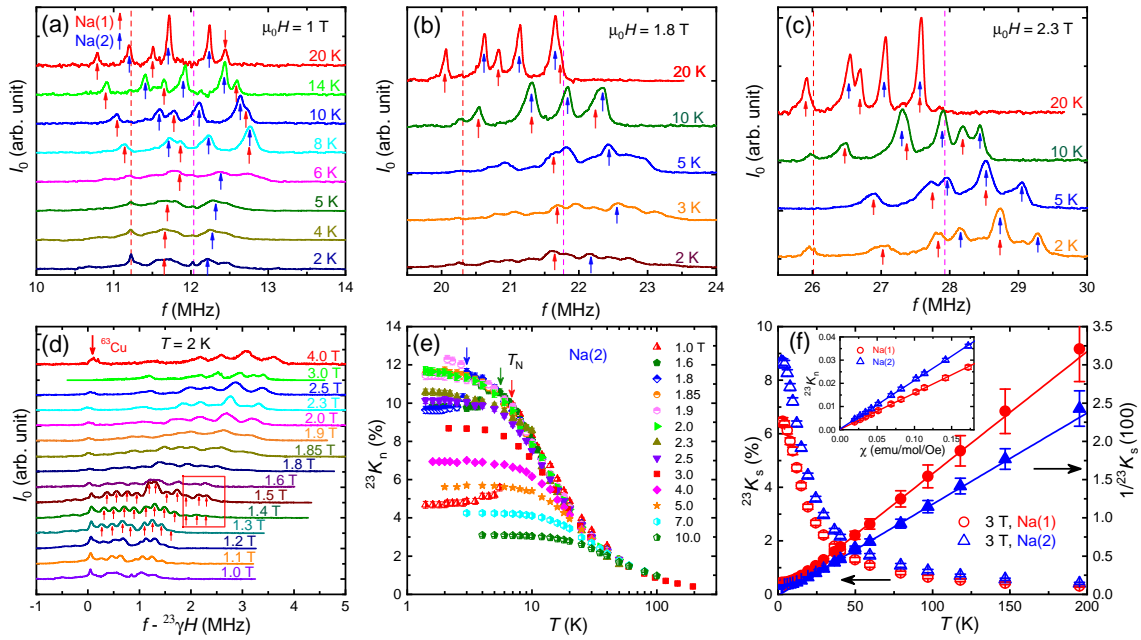 (a)
Na(1)
Na(2)
μ₀H = 1 T
20 K
14 K
10 K
8 K
6 K
5 K
4 K
2 K
I₀ (arb. unit)
10 11 12 13 14
f (MHz)
(b)
μ₀H = 1.8 T
20 K
10 K
5 K
3 K
2 K
I₀ (arb. unit)
20 21 22 23 24
f (MHz)
(c)
μ₀H = 2.3 T
20 K
10 K
5 K
2 K
I₀ (arb. unit)
26 27 28 29 30
f (MHz)
(d)
⁶³Cu
T = 2 K
4.0 T
3.0 T
2.5 T
2.3 T
2.0 T
1.9 T
1.85 T
1.8 T
1.6 T
1.5 T
1.4 T
1.3 T
1.2 T
1.1 T
1.0 T
I₀ (arb. unit)
-1 0 1 2 3 4 5
f - ²³γH (MHz)
(e)
Na(2)
T_N
1.0 T
1.6
1.8
1.85
1.9
2.0
2.3
2.5
3.0
4.0
5.0
7.0
10.0
14
12
10
8
6
4
2
0
²³Kₙ (%)
1 10 100
T (K)
(f)
Na(1)
Na(2)
0.04
0.03
0.01
0.00
²³Kₙ
0.00 0.05 0.10 0.15
χ (emu/mol/Oe)
3 T, Na(1)
3 T, Na(2)
10
8
6
4
2
0
²³Kₛ (%)
3.5
3.0
2.5
2.0
1.5
1.0
0.5
0.0
1/²³Kₛ (100)
0 25 50 75 100 125 150 175 200
T (K)